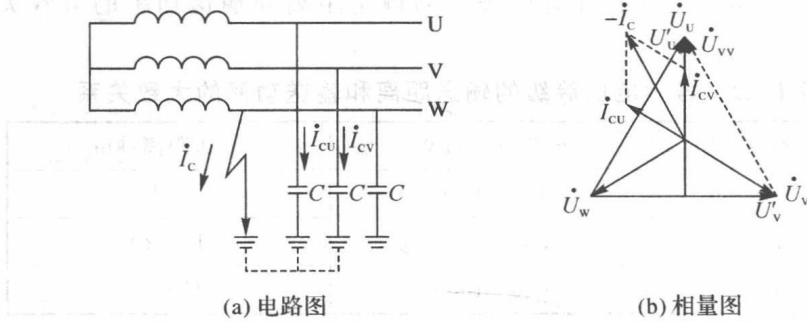 U
V
W
İ_C
İ_CU
İ_CV
C
C
C
(a) 电路图
-İ_C
U̇_U
U'_U
U̇_VV
İ_CV
İ_CU
U̇_W
U'_V
U̇_V
(b) 相量图